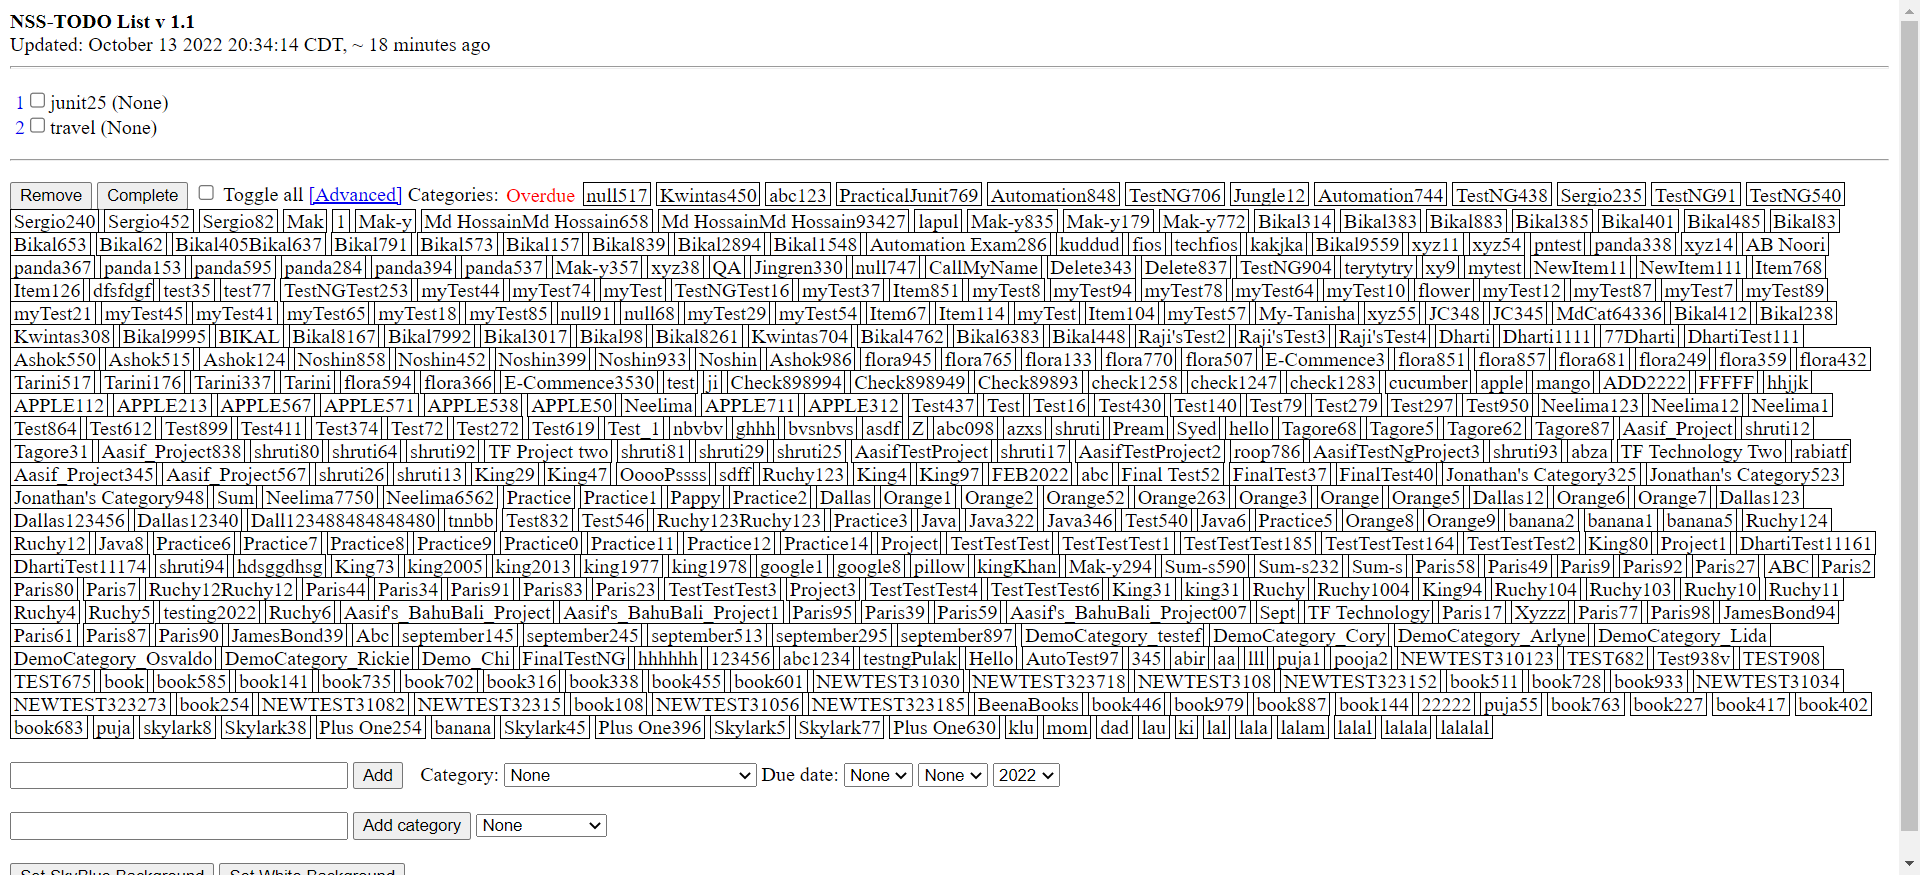 NSS-TODO List v 1.1
Updated: October 13 2022 20:34:14 CDT, ~ 18 minutes ago
1 junit25 (None)
2 travel (None)
Remove Complete Toggle all [Advanced] Categories: Overdue null517 Kwintas450 abc123 PracticalJunit769 Automation848 TestNG706 Jungle12 Automation744 TestNG438 Sergio235 TestNG91 TestNG540
Sergio240 Sergio452 Sergio82 Mak 1 Mak-y Md HossainMd Hossain658 Md HossainMd Hossain93427 lapul Mak-y835 Mak-y179 Mak-y772 Bikal314 Bikal383 Bikal883 Bikal385 Bikal401 Bikal485 Bikal83
Bikal653 Bikal62 Bikal405Bikal637 Bikal791 Bikal573 Bikal157 Bikal839 Bikal2894 Bikal1548 Automation Exam286 kuddud fios techfios kakjka Bikal9559 xyz11 xyz54 pntest panda338 xyz14 AB Noori
panda367 panda153 panda595 panda284 panda394 panda537 Mak-y357 xyz38 QA Jingren330 null747 CallMyName Delete343 Delete837 TestNG904 terytytry xy9 mytest NewItem11 NewItem111 Item768
Item126 dfsfdgf test35 test77 TestNGTest253 myTest44 myTest74 myTest TestNGTest16 myTest37 Item851 myTest8 myTest94 myTest78 myTest64 myTest10 flower myTest12 myTest87 myTest7 myTest89
myTest21 myTest45 myTest41 myTest65 myTest18 myTest85 null91 null68 myTest29 myTest54 Item67 Item114 myTest Item104 myTest57 My-Tanisha xyz55 JC348 JC345 MdCat64336 Bikal412 Bikal238
Kwintas308 Bikal9995 BIKAL Bikal8167 Bikal7992 Bikal3017 Bikal98 Bikal8261 Kwintas704 Bikal4762 Bikal6383 Bikal448 Raji'sTest2 Raji'sTest3 Raji'sTest4 Dharti Dharti1111 77Dharti DhartiTest111
Ashok550 Ashok515 Ashok124 Noshin858 Noshin452 Noshin399 Noshin933 Noshin Ashok986 flora945 flora765 flora133 flora770 flora507 E-Commence3 flora851 flora857 flora681 flora249 flora359 flora432
Tarini517 Tarini176 Tarini337 Tarini flora594 flora366 E-Commence3530 test ji Check898994 Check898949 Check89893 check1258 check1247 check1283 cucumber apple mango ADD2222 FFFFF hhjjk
APPLE112 APPLE213 APPLE567 APPLE571 APPLE538 APPLE50 Neelima APPLE711 APPLE312 Test437 Test Test16 Test430 Test140 Test79 Test279 Test297 Test950 Neelima123 Neelima12 Neelima1
Test864 Test612 Test899 Test411 Test374 Test72 Test272 Test619 Test_1 nbvbv ghhh bvsnbvs asdf Z abc098 azxs shruti Pream Syed hello Tagore68 Tagore5 Tagore62 Tagore87 Aasif_Project shruti12
Tagore31 Aasif_Project838 shruti80 shruti64 shruti92 TF Project two shruti81 shruti29 shruti25 AasifTestProject shruti17 AasifTestProject2 roop786 AasifTestNgProject3 shruti93 abza TF Technology Two rabiatf
Aasif_Project345 Aasif_Project567 shruti26 shruti13 King29 King47 OoooPssss sdff Ruchy123 King4 King97 FEB2022 abc Final Test52 FinalTest37 FinalTest40 Jonathan's Category325 Jonathan's Category523
Jonathan's Category948 Sum Neelima7750 Neelima6562 Practice Practice1 Pappy Practice2 Dallas Orange1 Orange2 Orange52 Orange263 Orange3 Orange Orange5 Dallas12 Orange6 Orange7 Dallas123
Dallas123456 Dallas12340 Dall123488484848480 tnnbb Test832 Test546 Ruchy123Ruchy123 Practice3 Java Java322 Java346 Test540 Java6 Practice5 Orange8 Orange9 banana2 banana1 banana5 Ruchy124
Ruchy12 Java8 Practice6 Practice7 Practice8 Practice9 Practice0 Practice11 Practice12 Practice14 Project TestTestTest TestTestTest1 TestTestTest185 TestTestTest164 TestTestTest2 King80 Project1 DhartiTest11161
DhartiTest11174 shruti94 hdsggdhsg King73 king2005 king2013 king1977 king1978 google1 google8 pillow kingKhan Mak-y294 Sum-s590 Sum-s232 Sum-s Paris58 Paris49 Paris9 Paris92 Paris27 ABC Paris2
Paris80 Paris7 Ruchy12Ruchy12 Paris44 Paris34 Paris91 Paris83 Paris23 TestTestTest3 Project3 TestTestTest4 TestTestTest6 King31 king31 Ruchy Ruchy1004 King94 Ruchy104 Ruchy103 Ruchy10 Ruchy11
Ruchy4 Ruchy5 testing2022 Ruchy6 Aasif's_BahuBali_Project Aasif's_BahuBali_Project1 Paris95 Paris39 Paris59 Aasif's_BahuBali_Project007 Sept TF Technology Paris17 Xyzzz Paris77 Paris98 JamesBond94
Paris61 Paris87 Paris90 JamesBond39 Abc september145 september245 september513 september295 september897 DemoCategory_testef DemoCategory_Cory DemoCategory_Arlyne DemoCategory_Lida
DemoCategory_Osvaldo DemoCategory_Rickie Demo_Chi FinalTestNG hhhhhh 123456 abc1234 testngPulak Hello AutoTest97 345 abir aa lll puja1 pooja2 NEWTEST310123 TEST682 Test938v TEST908
TEST675 book book585 book141 book735 book702 book316 book338 book455 book601 NEWTEST31030 NEWTEST323718 NEWTEST3108 NEWTEST323152 book511 book728 book933 NEWTEST31034
NEWTEST323273 book254 NEWTEST31082 NEWTEST32315 book108 NEWTEST31056 NEWTEST323185 BeenaBooks book446 book979 book887 book144 22222 puja55 book763 book227 book417 book402
book683 puja skylark8 Skylark38 Plus One254 banana Skylark45 Plus One396 Skylark5 Skylark77 Plus One630 klu mom dad lau ki lal lala lalam lalal lalala lalalal
Add Category: None Due date: None None 2022
Add category None
Set SkyBlue Background Set White Background